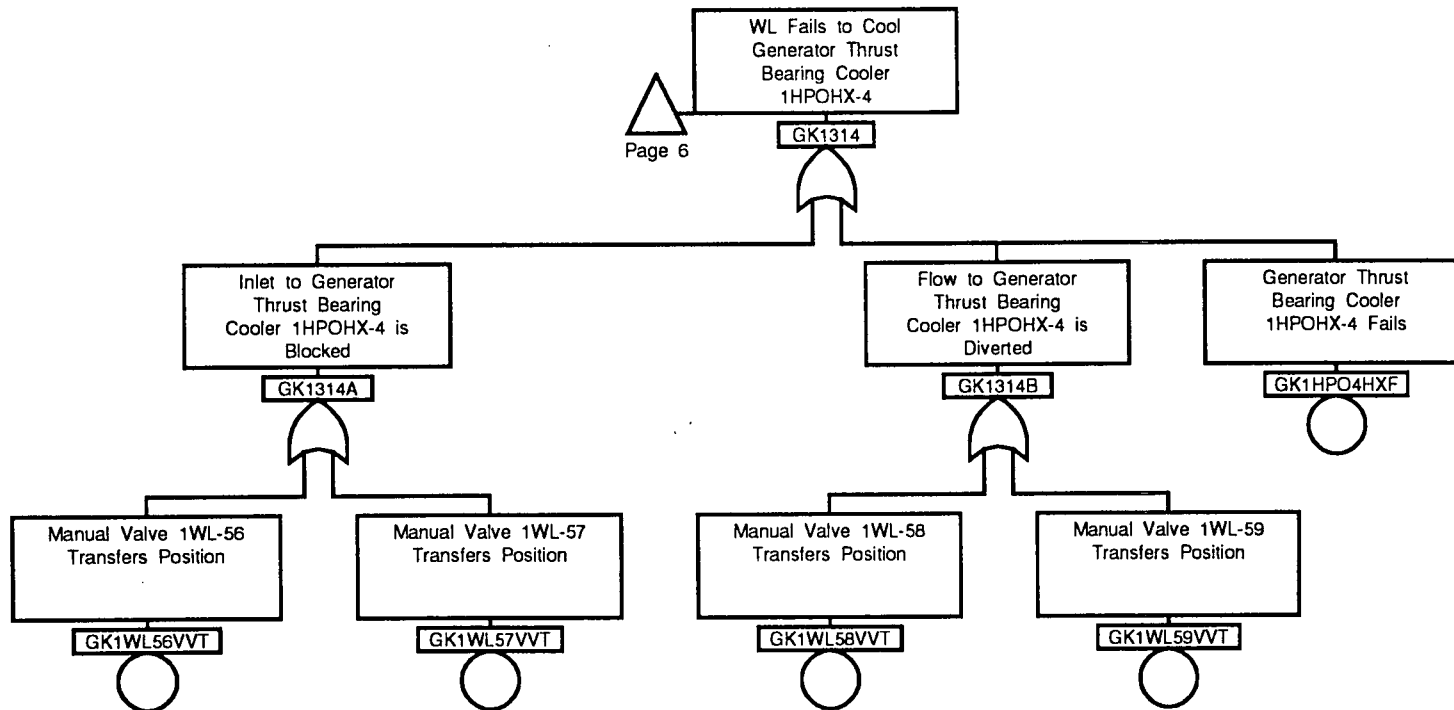 WL Fails to Cool
Generator Thrust
Bearing Cooler
1HPOHX-4
Page 6
GK1314
Inlet to Generator
Thrust Bearing
Cooler 1HPOHX-4 is
Blocked
GK1314A
Flow to Generator
Thrust Bearing
Cooler 1HPOHX-4 is
Diverted
GK1314B
Generator Thrust
Bearing Cooler
1HPOHX-4 Fails
GK1HPO4HXF
Manual Valve 1WL-56
Transfers Position
GK1WL56VVT
Manual Valve 1WL-57
Transfers Position
GK1WL57VVT
Manual Valve 1WL-58
Transfers Position
GK1WL58VVT
Manual Valve 1WL-59
Transfers Position
GK1WL59VVT